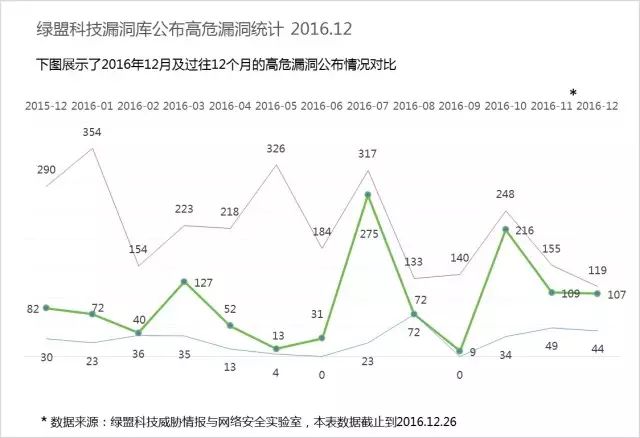 绿盟科技漏洞库公布高危漏洞统计 2016.12
下图展示了2016年12月及过往12个月的高危漏洞公布情况对比
*
2015-12 2016-01 2016-02 2016-03 2016-04 2016-05 2016-06 2016-07 2016-08 2016-09 2016-10 2016-11 2016-12
290 354 154 223 218 326 184 317 133 140 248 155 119
82 72 40 127 52 13 31 275 72 9 216 109 107
30 23 36 35 13 4 0 23 72 0 34 49 44
* 数据来源：绿盟科技威胁情报与网络安全实验室，本表数据截止到2016.12.26